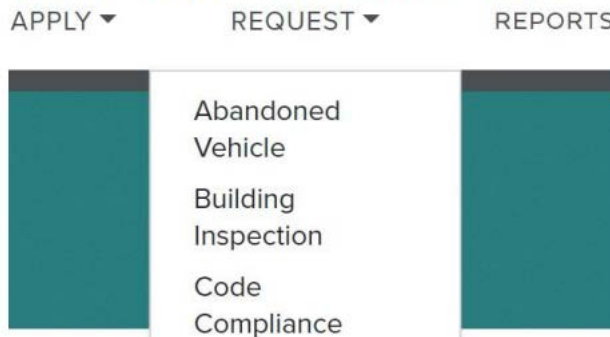 APPLY REQUEST REPORTS
Abandoned
Vehicle
Building
Inspection
Code
Compliance